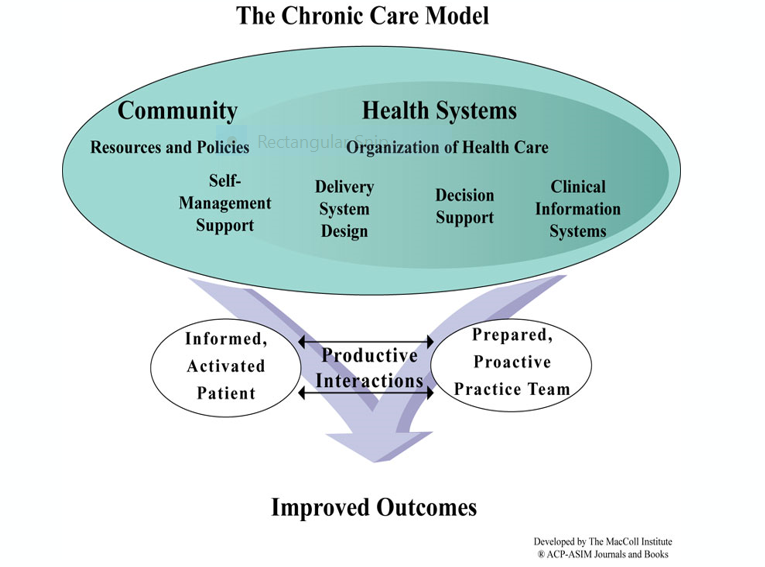 The Chronic Care Model
Community
Health Systems
Resources and Policies
Rectangular Snip
Organization of Health Care
Self-
Management
Support
Delivery
System
Design
Decision
Support
Clinical
Information
Systems
Informed,
Activated
Patient
Productive
Interactions
Prepared,
Proactive
Practice Team
Improved Outcomes
Developed by The MacColl Institute
® ACP-ASIM Journals and Books